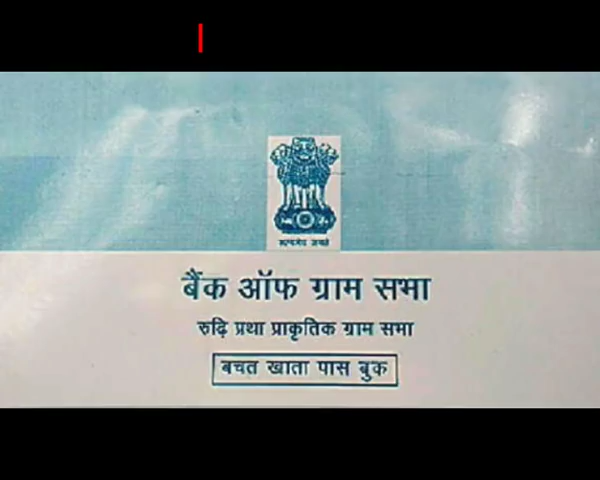 सत्यमेव जयते
बैंक ऑफ ग्राम सभा
रुढ़ि प्रथा प्राकृतिक ग्राम सभा
बचत खाता पास बुक